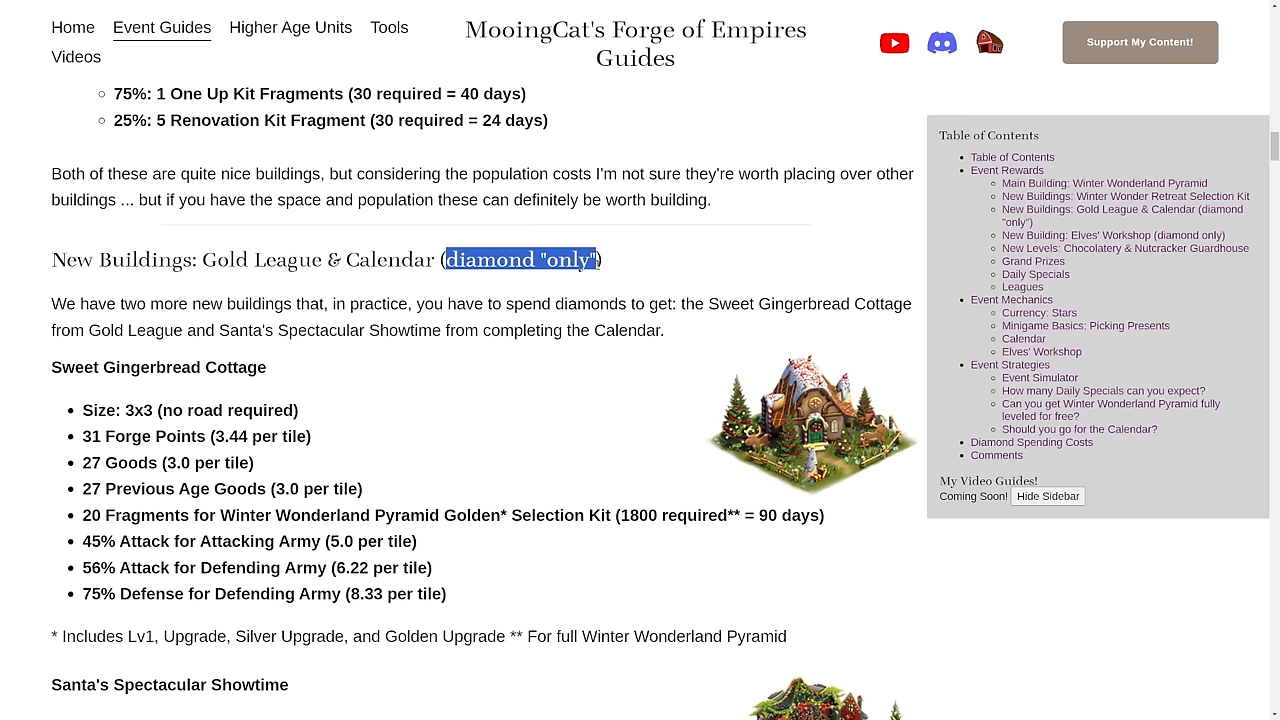 Home Event Guides Higher Age Units Tools
Videos
MooingCat's Forge of Empires
Guides
Support My Content!
75%: 1 One Up Kit Fragments (30 required = 40 days)
25%: 5 Renovation Kit Fragment (30 required = 24 days)
Both of these are quite nice buildings, but considering the population costs I'm not sure they're worth placing over other
buildings ... but if you have the space and population these can definitely be worth building.
New Buildings: Gold League & Calendar (diamond "only")
We have two more new buildings that, in practice, you have to spend diamonds to get: the Sweet Gingerbread Cottage
from Gold League and Santa's Spectacular Showtime from completing the Calendar.
Sweet Gingerbread Cottage
Size: 3x3 (no road required)
31 Forge Points (3.44 per tile)
27 Goods (3.0 per tile)
27 Previous Age Goods (3.0 per tile)
20 Fragments for Winter Wonderland Pyramid Golden* Selection Kit (1800 required** = 90 days)
45% Attack for Attacking Army (5.0 per tile)
56% Attack for Defending Army (6.22 per tile)
75% Defense for Defending Army (8.33 per tile)
* Includes Lv1, Upgrade, Silver Upgrade, and Golden Upgrade ** For full Winter Wonderland Pyramid
Santa's Spectacular Showtime
Table of Contents
Table of Contents
Event Rewards
Main Building: Winter Wonderland Pyramid
New Buildings: Winter Wonder Retreat Selection Kit
New Buildings: Gold League & Calendar (diamond
"only")
New Building: Elves' Workshop (diamond only)
New Levels: Chocolatery & Nutcracker Guardhouse
Grand Prizes
Daily Specials
Leagues
Event Mechanics
Currency: Stars
Minigame Basics: Picking Presents
Calendar
Elves' Workshop
Event Strategies
Event Simulator
How many Daily Specials can you expect?
Can you get Winter Wonderland Pyramid fully
leveled for free?
Should you go for the Calendar?
Diamond Spending Costs
Comments
My Video Guides!
Coming Soon! Hide Sidebar